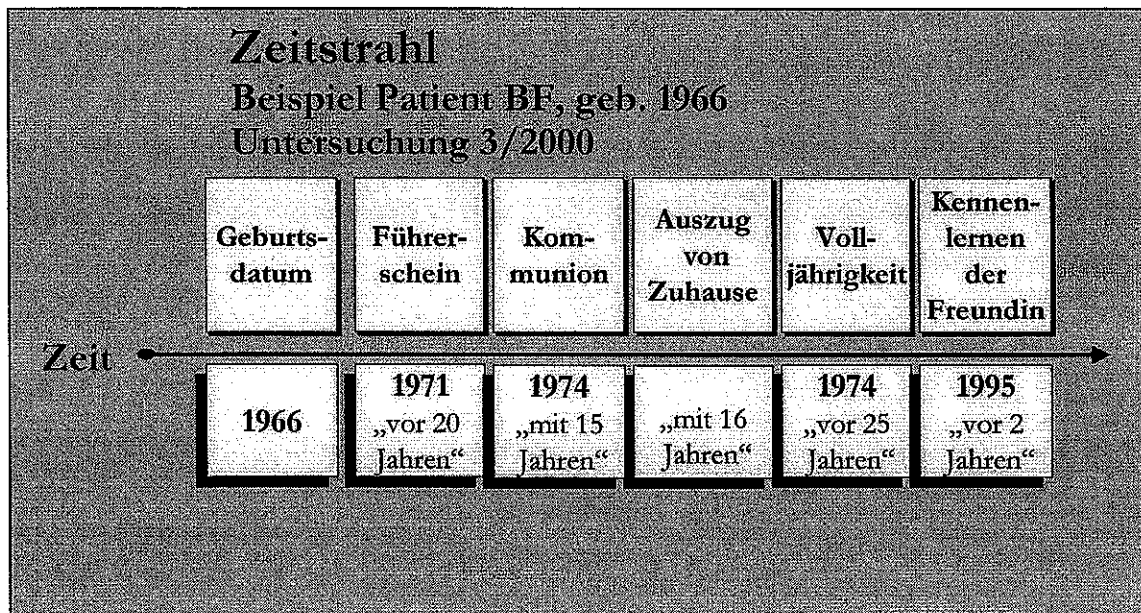 Zeitstrahl
Beispiel Patient BF, geb. 1966
Untersuchung 3/2000
Geburts-
datum
Führer-
schein
Kom-
munion
Auszug
von
Zuhause
Voll-
jährigkeit
Kennen-
lernen
der
Freundin
Zeit
1966
1971
„vor 20
Jahren“
1974
„mit 15
Jahren“
„mit 16
Jahren“
1974
„vor 25
Jahren“
1995
„vor 2
Jahren“